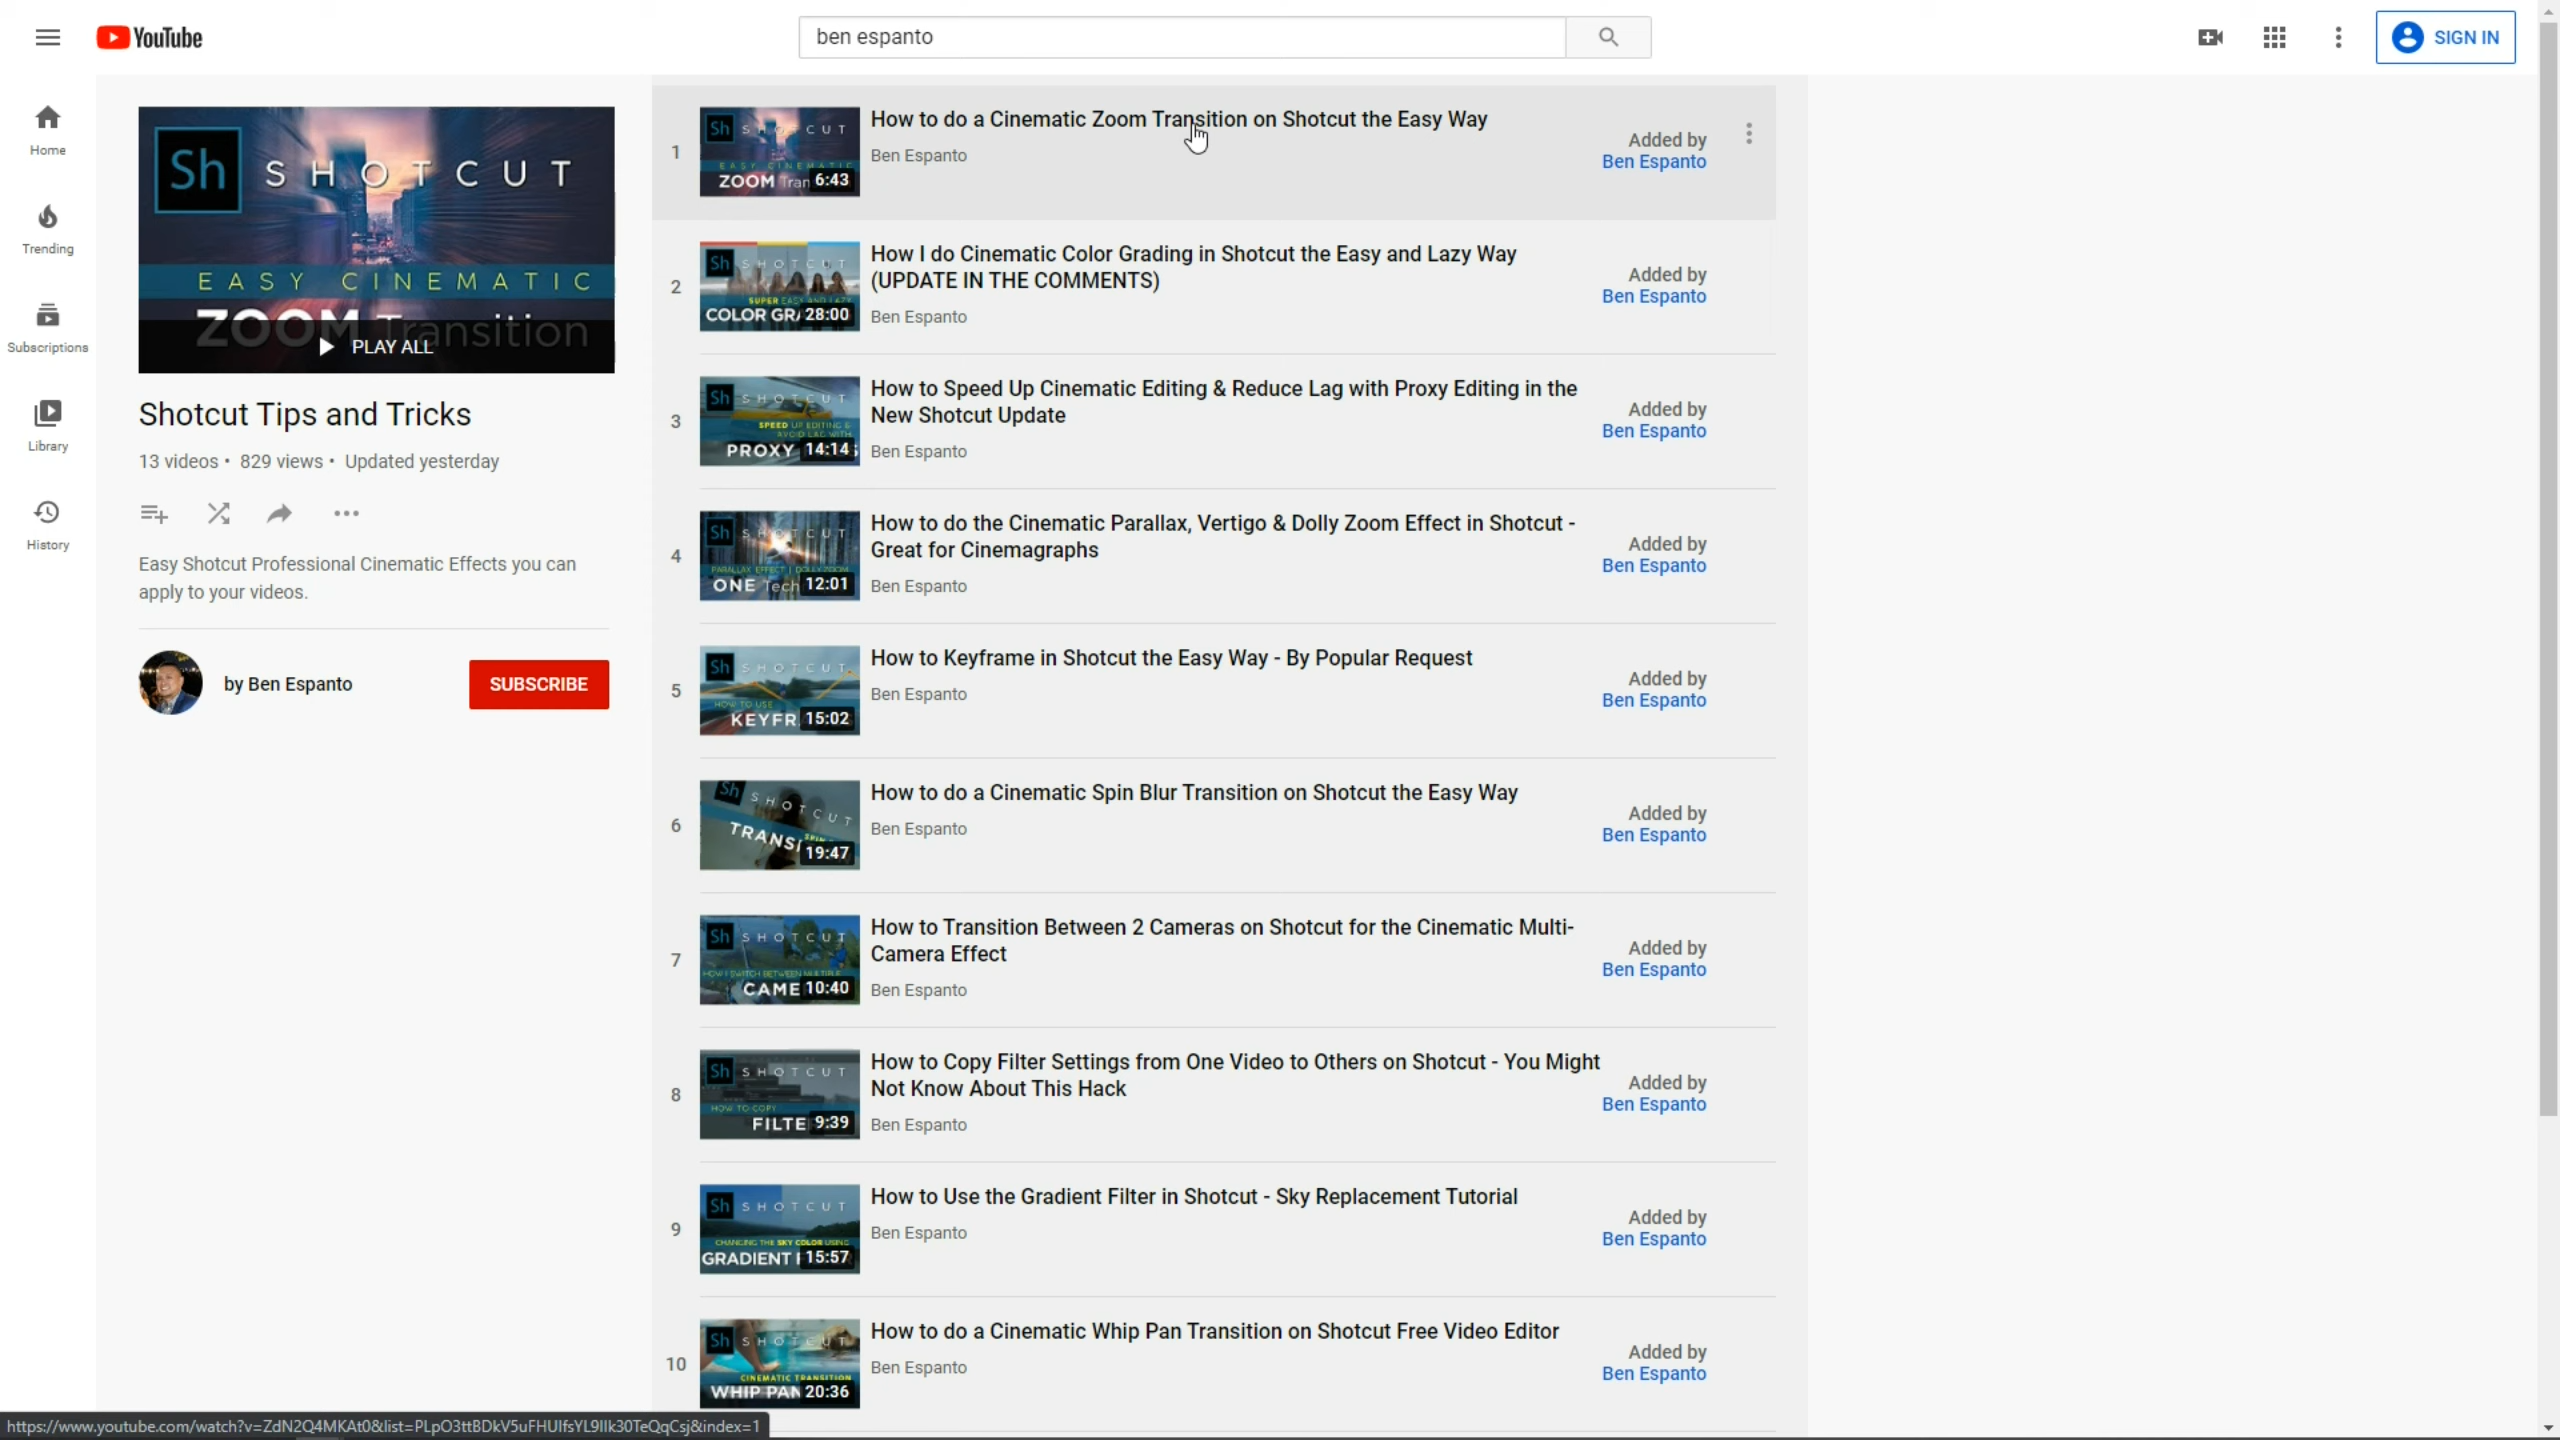 YouTube
ben espanto
SIGN IN
Home
Trending
Subscriptions
Library
History
Sh SHOTCUT
EASY CINEMATIC
ZOOM Transition
PLAY ALL
Shotcut Tips and Tricks
13 videos • 829 views • Updated yesterday
Easy Shotcut Professional Cinematic Effects you can
apply to your videos.
by Ben Espanto
SUBSCRIBE
1
Sh SHOTCUT
EASY CINEMATIC
ZOOM Tran 6:43
How to do a Cinematic Zoom Transition on Shotcut the Easy Way
Ben Espanto
Added by
Ben Espanto
2
Sh SHOTCUT
SUPER EASY AND LAZY
COLOR GRA 28:00
How I do Cinematic Color Grading in Shotcut the Easy and Lazy Way
(UPDATE IN THE COMMENTS)
Ben Espanto
Added by
Ben Espanto
3
Sh SHOTCUT
SPEED UP EDITING &
AVOID LAG WITH
PROXY 14:14
How to Speed Up Cinematic Editing & Reduce Lag with Proxy Editing in the
New Shotcut Update
Ben Espanto
Added by
Ben Espanto
4
Sh SHOTCUT
PARALLAX EFFECT | DOLLY ZOOM
ONE Tech 12:01
How to do the Cinematic Parallax, Vertigo & Dolly Zoom Effect in Shotcut -
Great for Cinemagraphs
Ben Espanto
Added by
Ben Espanto
5
Sh SHOTCUT
HOW TO USE
KEYFR 15:02
How to Keyframe in Shotcut the Easy Way - By Popular Request
Ben Espanto
Added by
Ben Espanto
6
Sh SHOTCUT
TRANSI 19:47
How to do a Cinematic Spin Blur Transition on Shotcut the Easy Way
Ben Espanto
Added by
Ben Espanto
7
Sh SHOTCUT
HOW I SWITCH BETWEEN MULTIPLE
CAME 10:40
How to Transition Between 2 Cameras on Shotcut for the Cinematic Multi-
Camera Effect
Ben Espanto
Added by
Ben Espanto
8
Sh SHOTCUT
HOW TO COPY
FILTE 9:39
How to Copy Filter Settings from One Video to Others on Shotcut - You Might
Not Know About This Hack
Ben Espanto
Added by
Ben Espanto
9
Sh SHOTCUT
CHANGING THE SKY COLOR USING
GRADIENT F 15:57
How to Use the Gradient Filter in Shotcut - Sky Replacement Tutorial
Ben Espanto
Added by
Ben Espanto
10
Sh SHOTCUT
CINEMATIC TRANSITION
WHIP PAN 20:36
How to do a Cinematic Whip Pan Transition on Shotcut Free Video Editor
Ben Espanto
Added by
Ben Espanto